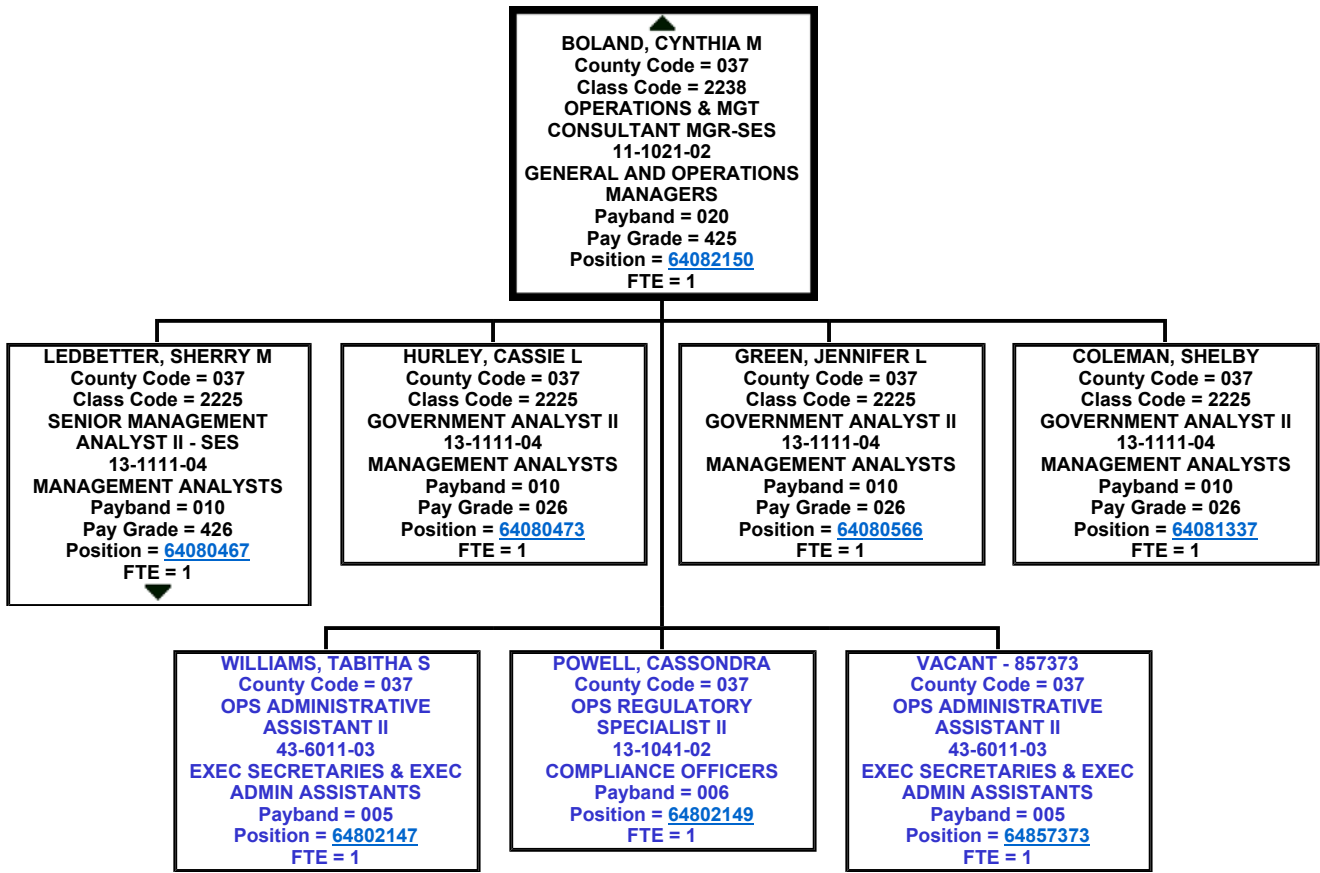 BOLAND, CYNTHIA M
County Code = 037
Class Code = 2238
OPERATIONS & MGT
CONSULTANT MGR-SES
11-1021-02
GENERAL AND OPERATIONS
MANAGERS
Payband = 020
Pay Grade = 425
Position = 64082150
FTE = 1
LEDBETTER, SHERRY M
County Code = 037
Class Code = 2225
SENIOR MANAGEMENT
ANALYST II - SES
13-1111-04
MANAGEMENT ANALYSTS
Payband = 010
Pay Grade = 426
Position = 64080467
FTE = 1
HURLEY, CASSIE L
County Code = 037
Class Code = 2225
GOVERNMENT ANALYST II
13-1111-04
MANAGEMENT ANALYSTS
Payband = 010
Pay Grade = 026
Position = 64080473
FTE = 1
GREEN, JENNIFER L
County Code = 037
Class Code = 2225
GOVERNMENT ANALYST II
13-1111-04
MANAGEMENT ANALYSTS
Payband = 010
Pay Grade = 026
Position = 64080566
FTE = 1
COLEMAN, SHELBY
County Code = 037
Class Code = 2225
GOVERNMENT ANALYST II
13-1111-04
MANAGEMENT ANALYSTS
Payband = 010
Pay Grade = 026
Position = 64081337
FTE = 1
WILLIAMS, TABITHA S
County Code = 037
OPS ADMINISTRATIVE
ASSISTANT II
43-6011-03
EXEC SECRETARIES & EXEC
ADMIN ASSISTANTS
Payband = 005
Position = 64802147
FTE = 1
POWELL, CASSONDRA
County Code = 037
OPS REGULATORY
SPECIALIST II
13-1041-02
COMPLIANCE OFFICERS
Payband = 006
Position = 64802149
FTE = 1
VACANT - 857373
County Code = 037
OPS ADMINISTRATIVE
ASSISTANT II
43-6011-03
EXEC SECRETARIES & EXEC
ADMIN ASSISTANTS
Payband = 005
Position = 64857373
FTE = 1